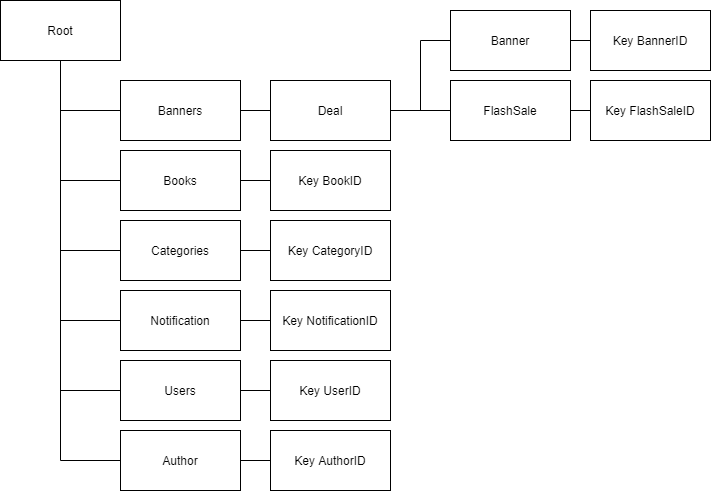 Root
Banner
Key BannerID
Banners
Deal
FlashSale
Key FlashSaleID
Books
Key BookID
Categories
Key CategoryID
Notification
Key NotificationID
Users
Key UserID
Author
Key AuthorID